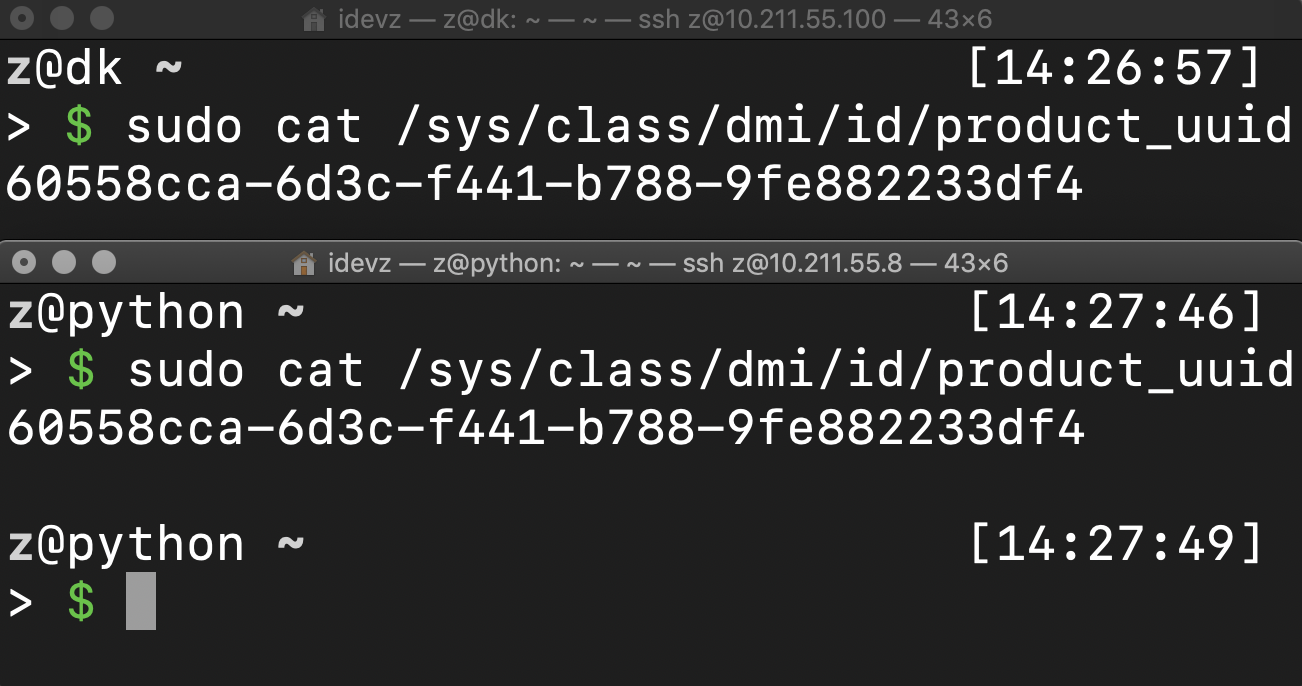 idevz — z@dk: ~ — ~ — ssh z@10.211.55.100 — 43×6
z@dk ~ [14:26:57]
> $ sudo cat /sys/class/dmi/id/product_uuid
60558cca-6d3c-f441-b788-9fe882233df4
idevz — z@python: ~ — ~ — ssh z@10.211.55.8 — 43×6
z@python ~ [14:27:46]
> $ sudo cat /sys/class/dmi/id/product_uuid
60558cca-6d3c-f441-b788-9fe882233df4
z@python ~ [14:27:49]
> $